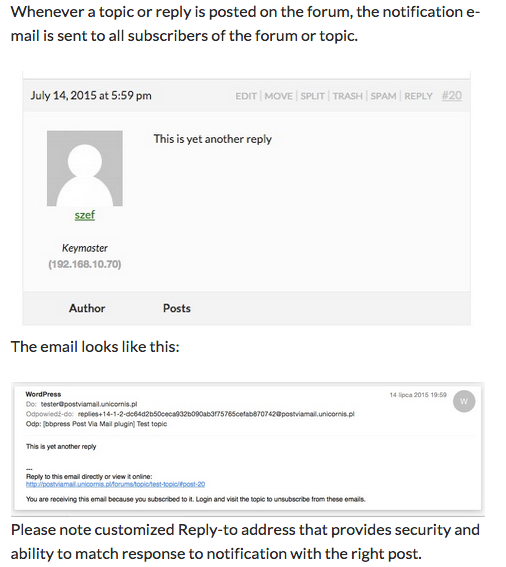 Whenever a topic or reply is posted on the forum, the notification e-
mail is sent to all subscribers of the forum or topic.
July 14, 2015 at 5:59 pm EDIT | MOVE | SPLIT | TRASH | SPAM | REPLY #20
This is yet another reply
szef
Keymaster
(192.168.10.70)
Author Posts
The email looks like this:
WordPress 14 lipca 2015 19:59
Do: tester@postviamail.unicornis.pl W
Odpowiedź-do: replies+14-1-2-dc64d2b50ceca932b090ab3f75765cefab870742@postviamail.unicornis.pl
Odp: [bbpress Post Via Mail plugin] Test topic
This is yet another reply
---
Reply to this email directly or view it online:
http://postviamail.unicornis.pl/forums/topic/test-topic/#post-20
You are receiving this email because you subscribed to it. Login and visit the topic to unsubscribe from these emails.
Please note customized Reply-to address that provides security and
ability to match response to notification with the right post.